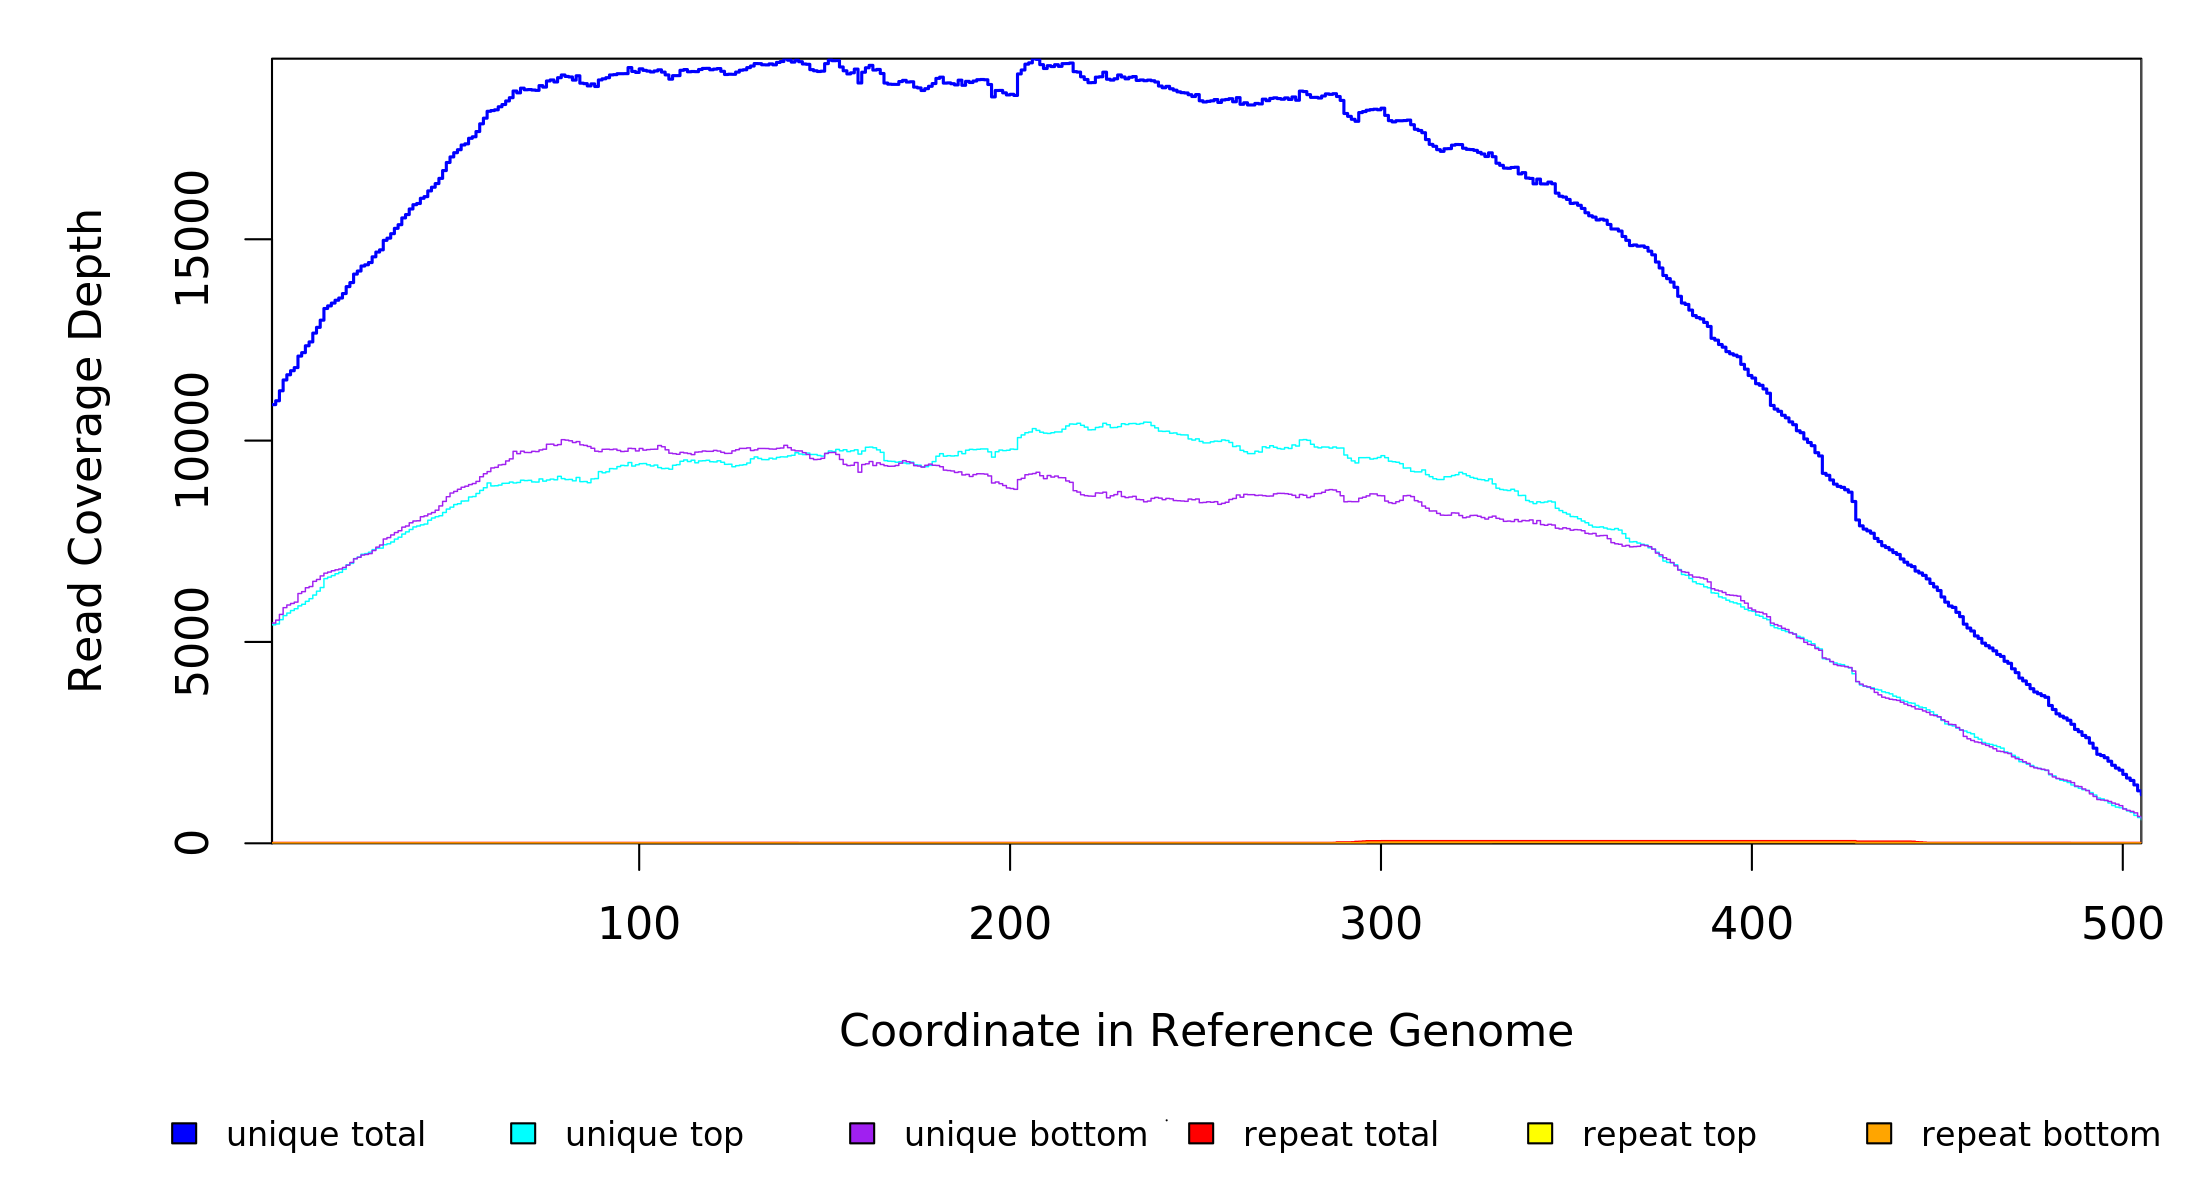 Read Coverage Depth
15000
10000
5000
0
100 200 300 400 500
Coordinate in Reference Genome
unique total unique top unique bottom repeat total repeat top repeat bottom